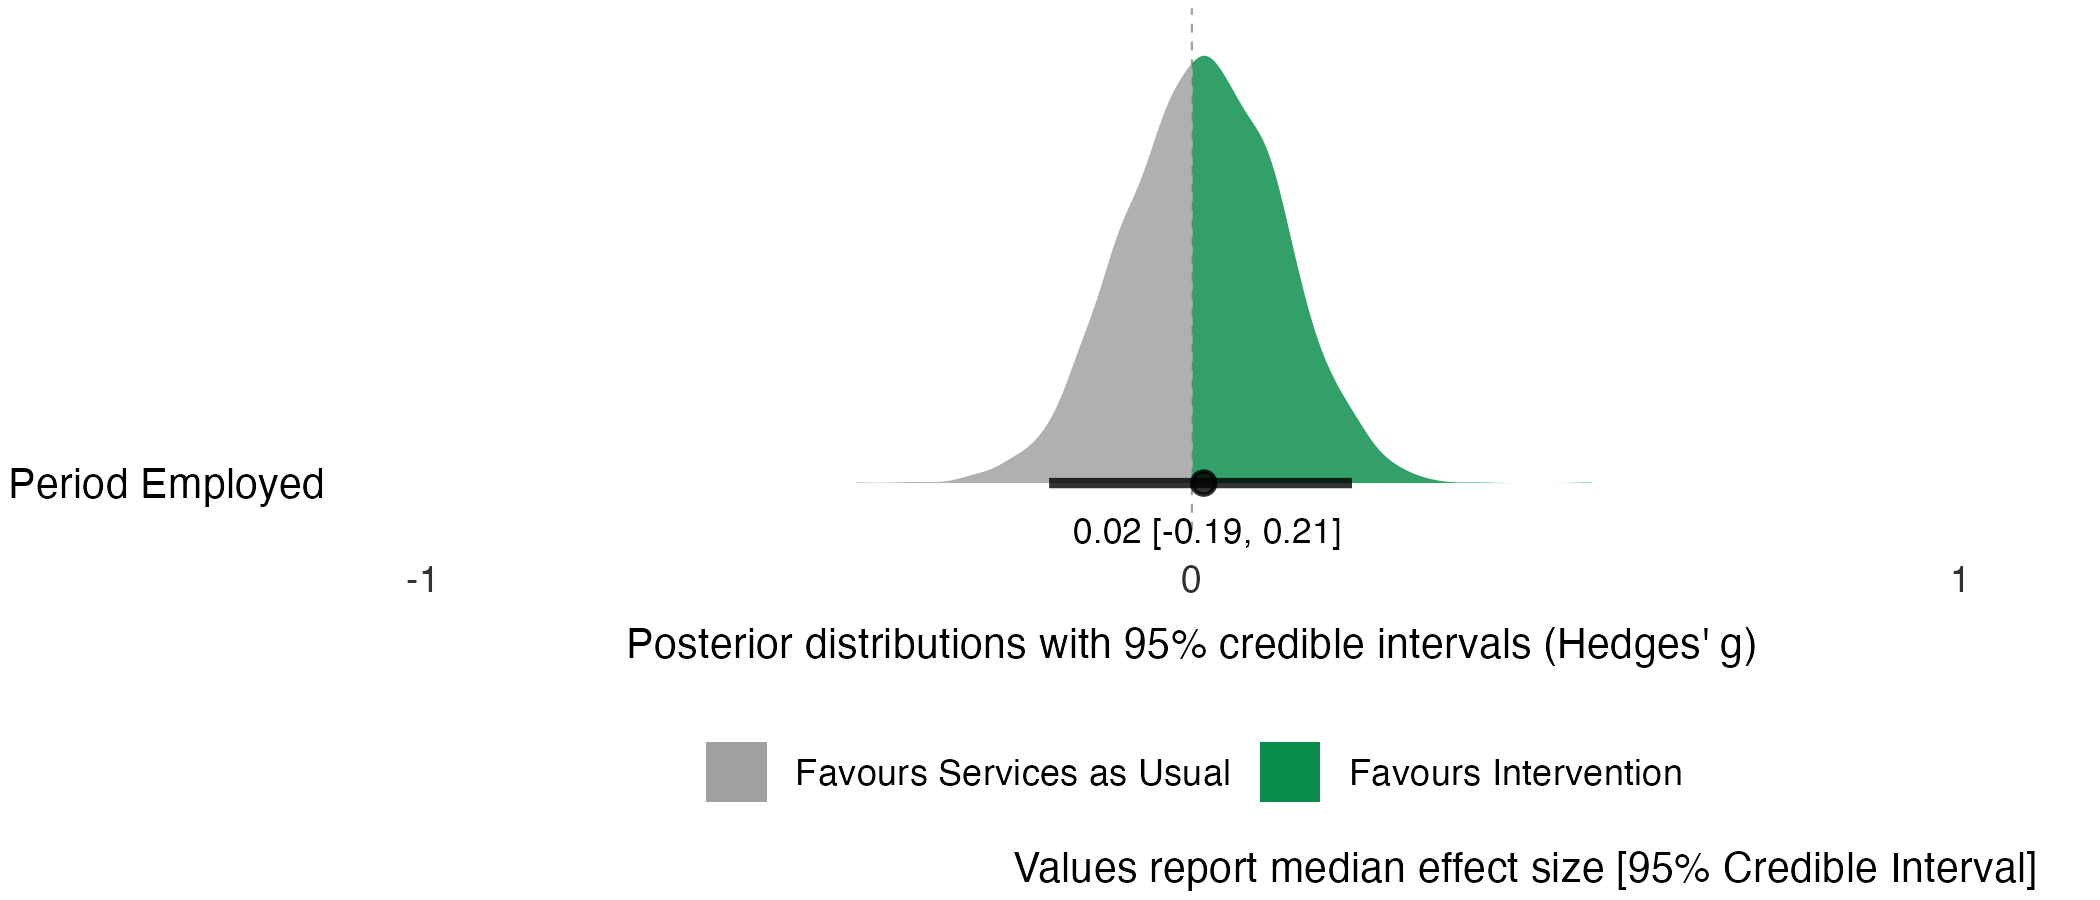 Period Employed
0.02 [-0.19, 0.21]
-1 0 1
Posterior distributions with 95% credible intervals (Hedges' g)
Favours Services as Usual Favours Intervention
Values report median effect size [95% Credible Interval]